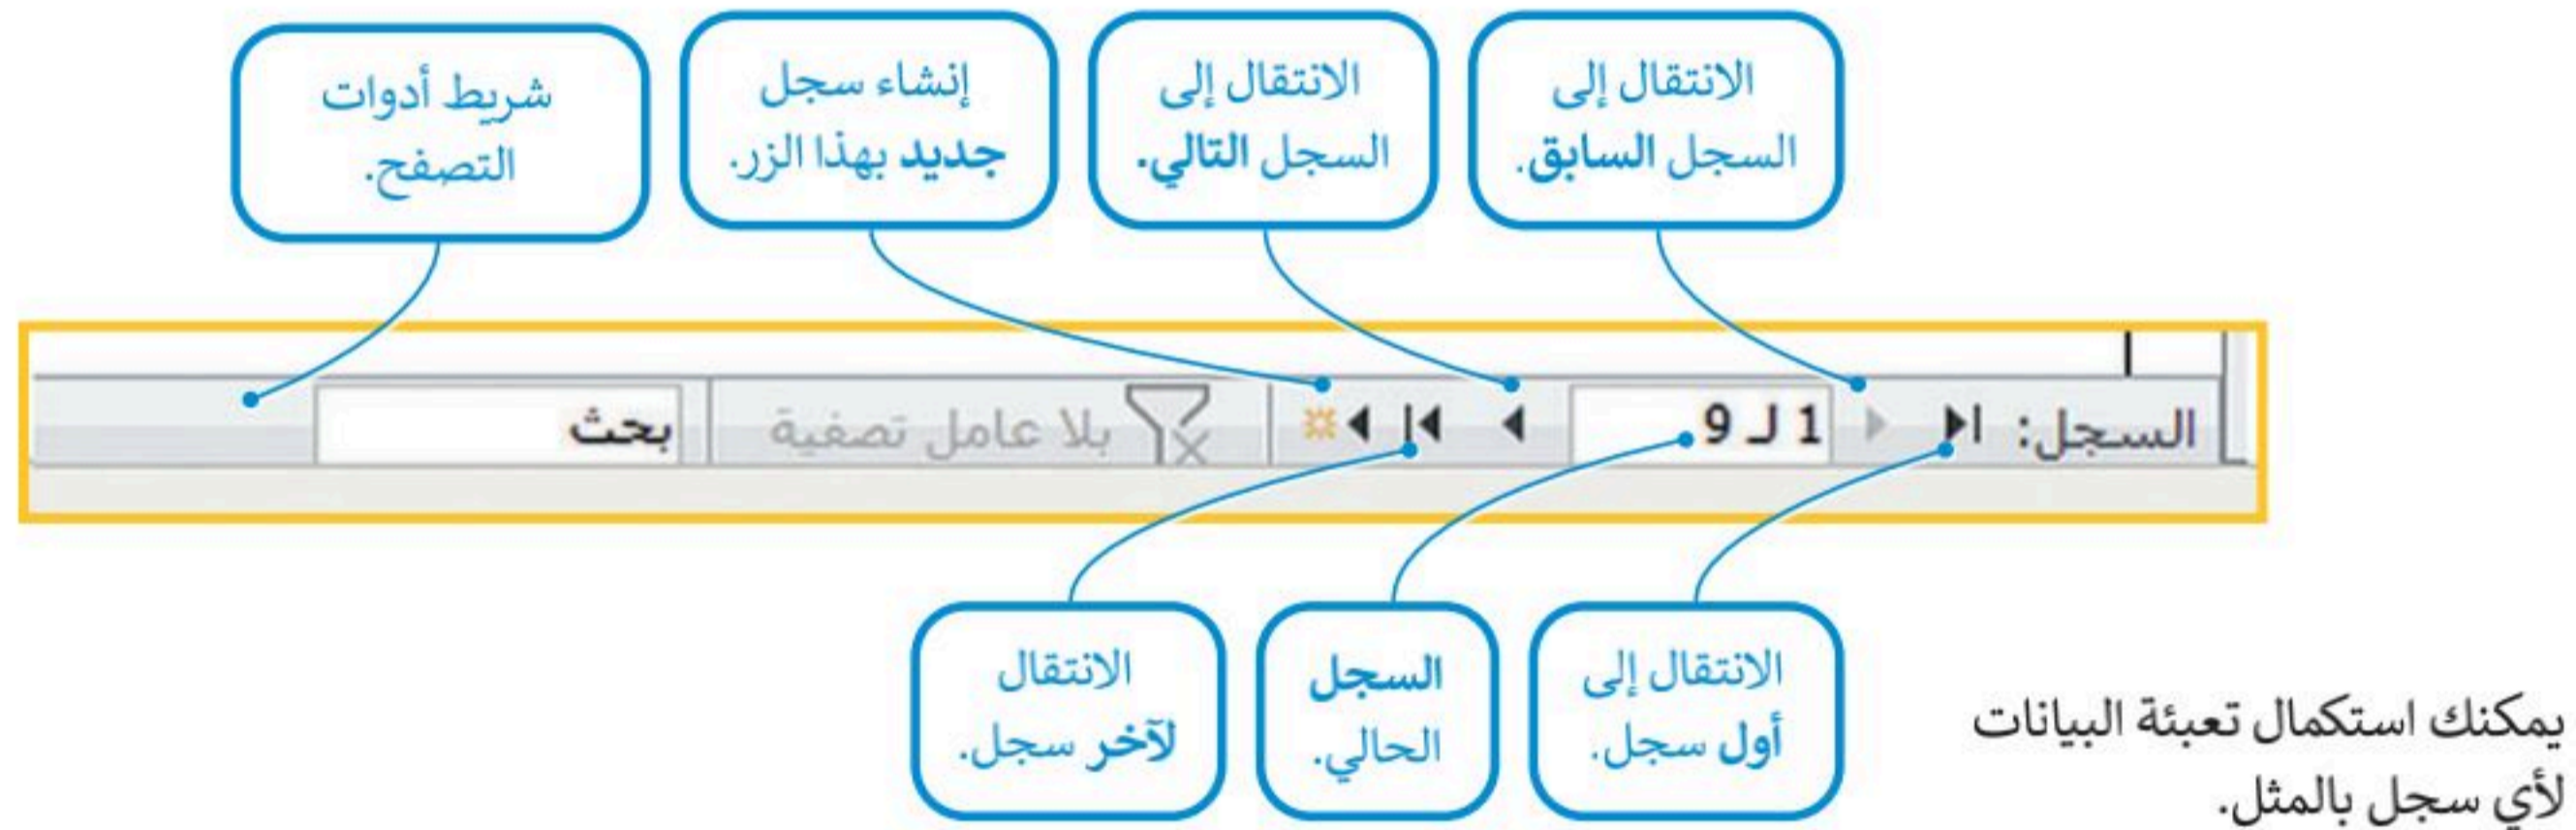 الانتقال إلى
السجل السابق.
الانتقال إلى
السجل التالي.
إنشاء سجل
جديد بهذا الزر.
شريط أدوات
التصفح.
السجل: 1 لـ 9 بلا عامل تصفية بحث
الانتقال إلى
أول سجل.
السجل
الحالي.
الانتقال
لآخر سجل.
يمكنك استكمال تعبئة البيانات
لأي سجل بالمثل.